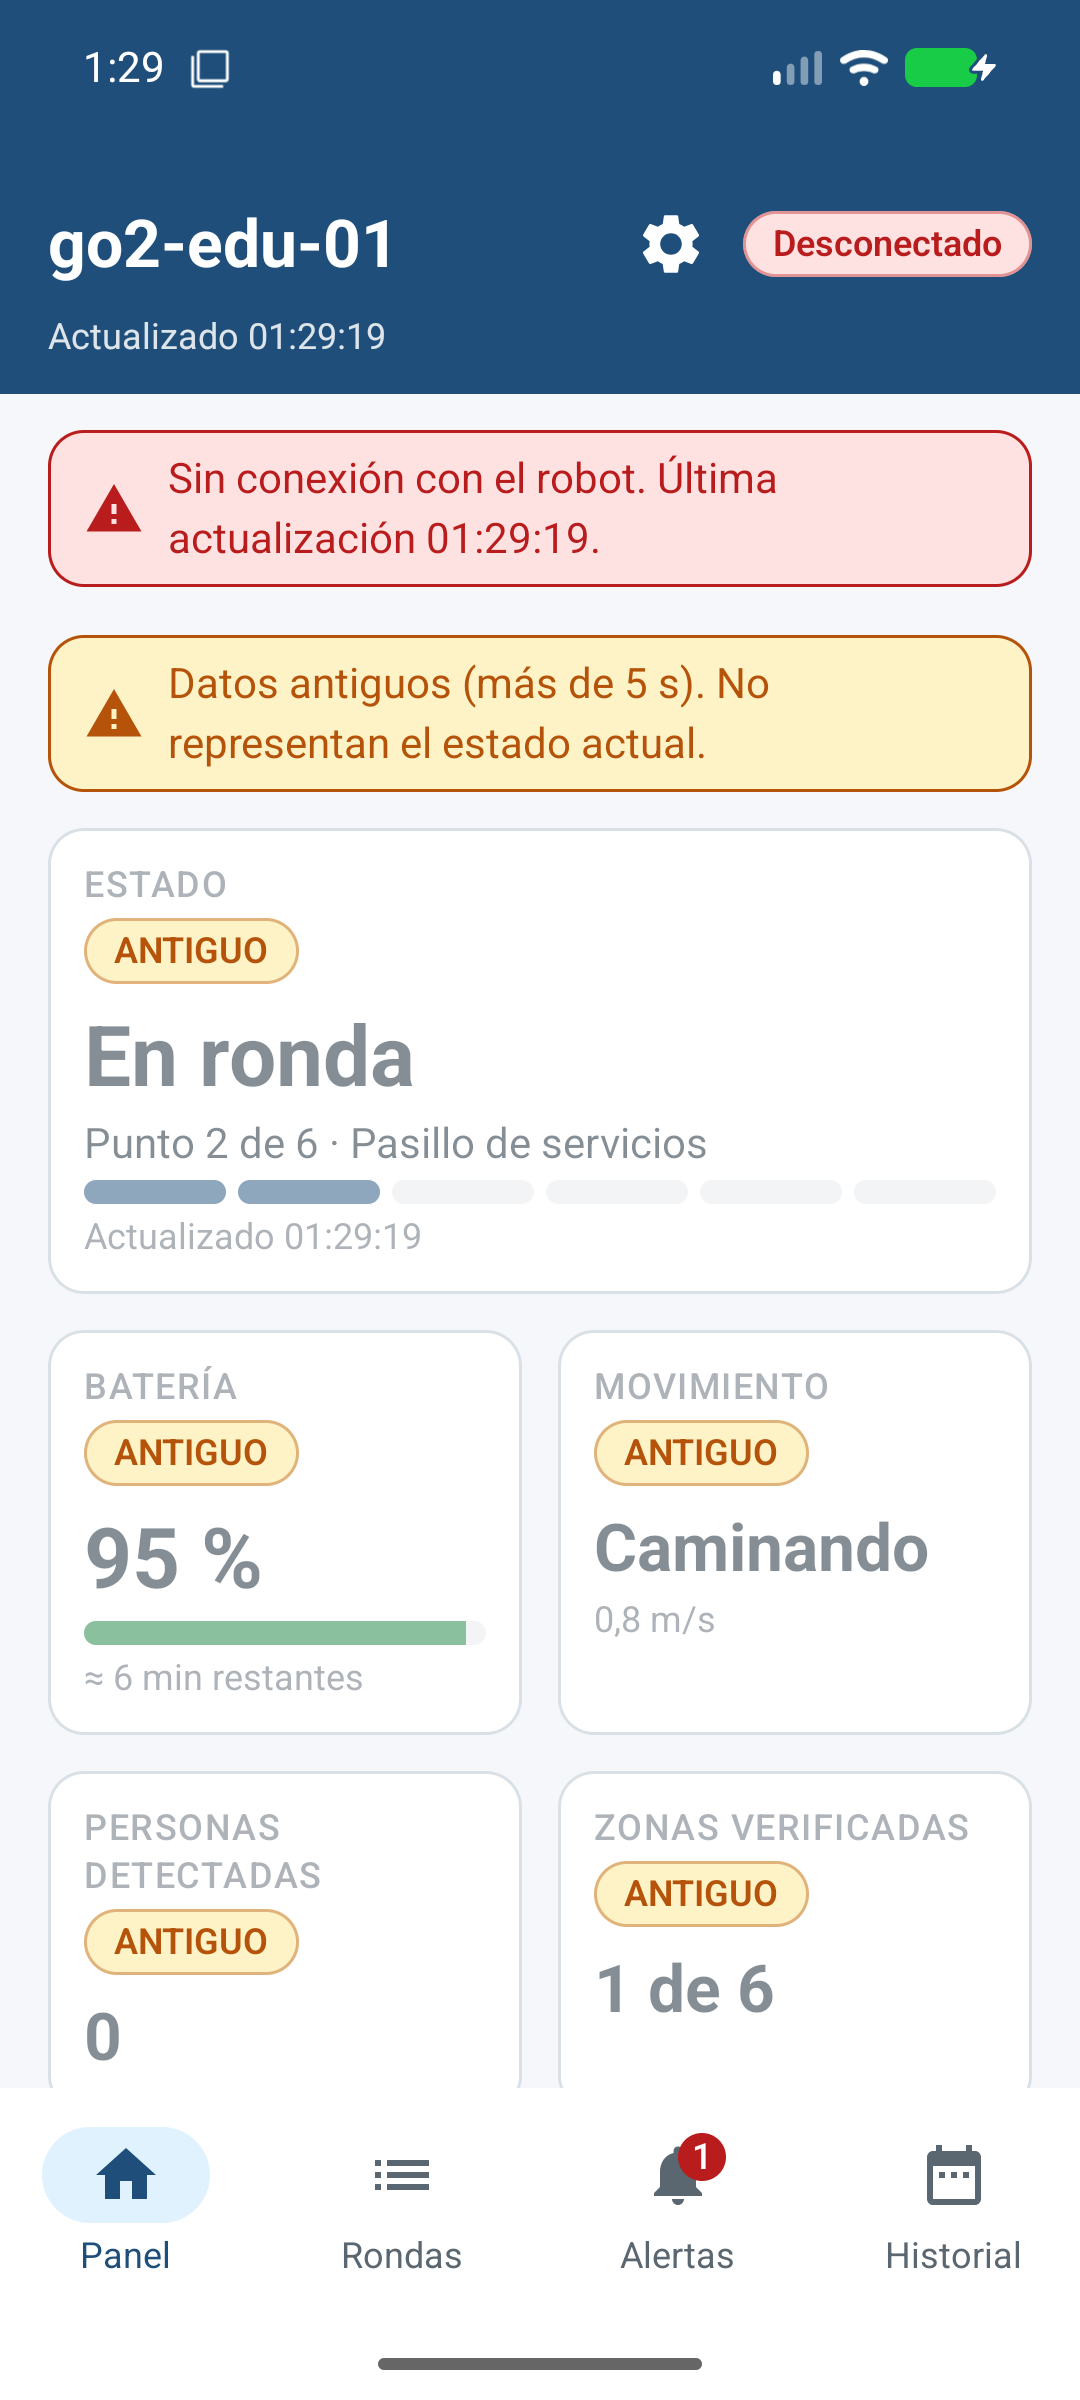 1:29
go2-edu-01
Desconectado
Actualizado 01:29:19
Sin conexión con el robot. Última
actualización 01:29:19.
Datos antiguos (más de 5 s). No
representan el estado actual.
ESTADO
ANTIGUO
En ronda
Punto 2 de 6 · Pasillo de servicios
Actualizado 01:29:19
BATERÍA
ANTIGUO
95 %
≈ 6 min restantes
MOVIMIENTO
ANTIGUO
Caminando
0,8 m/s
PERSONAS
DETECTADAS
ANTIGUO
0
ZONAS VERIFICADAS
ANTIGUO
1 de 6
Panel
Rondas
1
Alertas
Historial